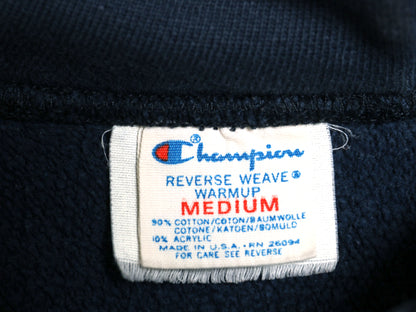 Champion®
REVERSE WEAVE®
WARMUP
MEDIUM
90% COTTON/COTON/BAUMWOLLE
COTONE/KATOEN/BOMULD
10% ACRYLIC
MADE IN U.S.A. · RN 26094
FOR CARE SEE REVERSE